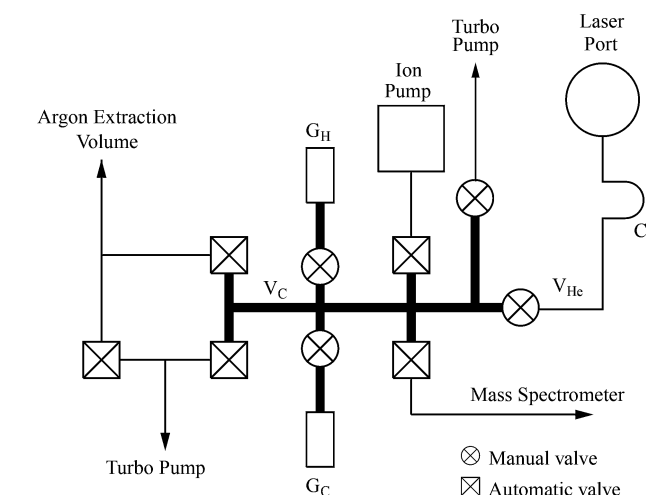 Turbo
Pump
Laser
Port
Ion
Pump
Argon Extraction
Volume
G_H
C
V_C
V_He
Mass Spectrometer
Turbo Pump
Manual valve
G_C
Automatic valve